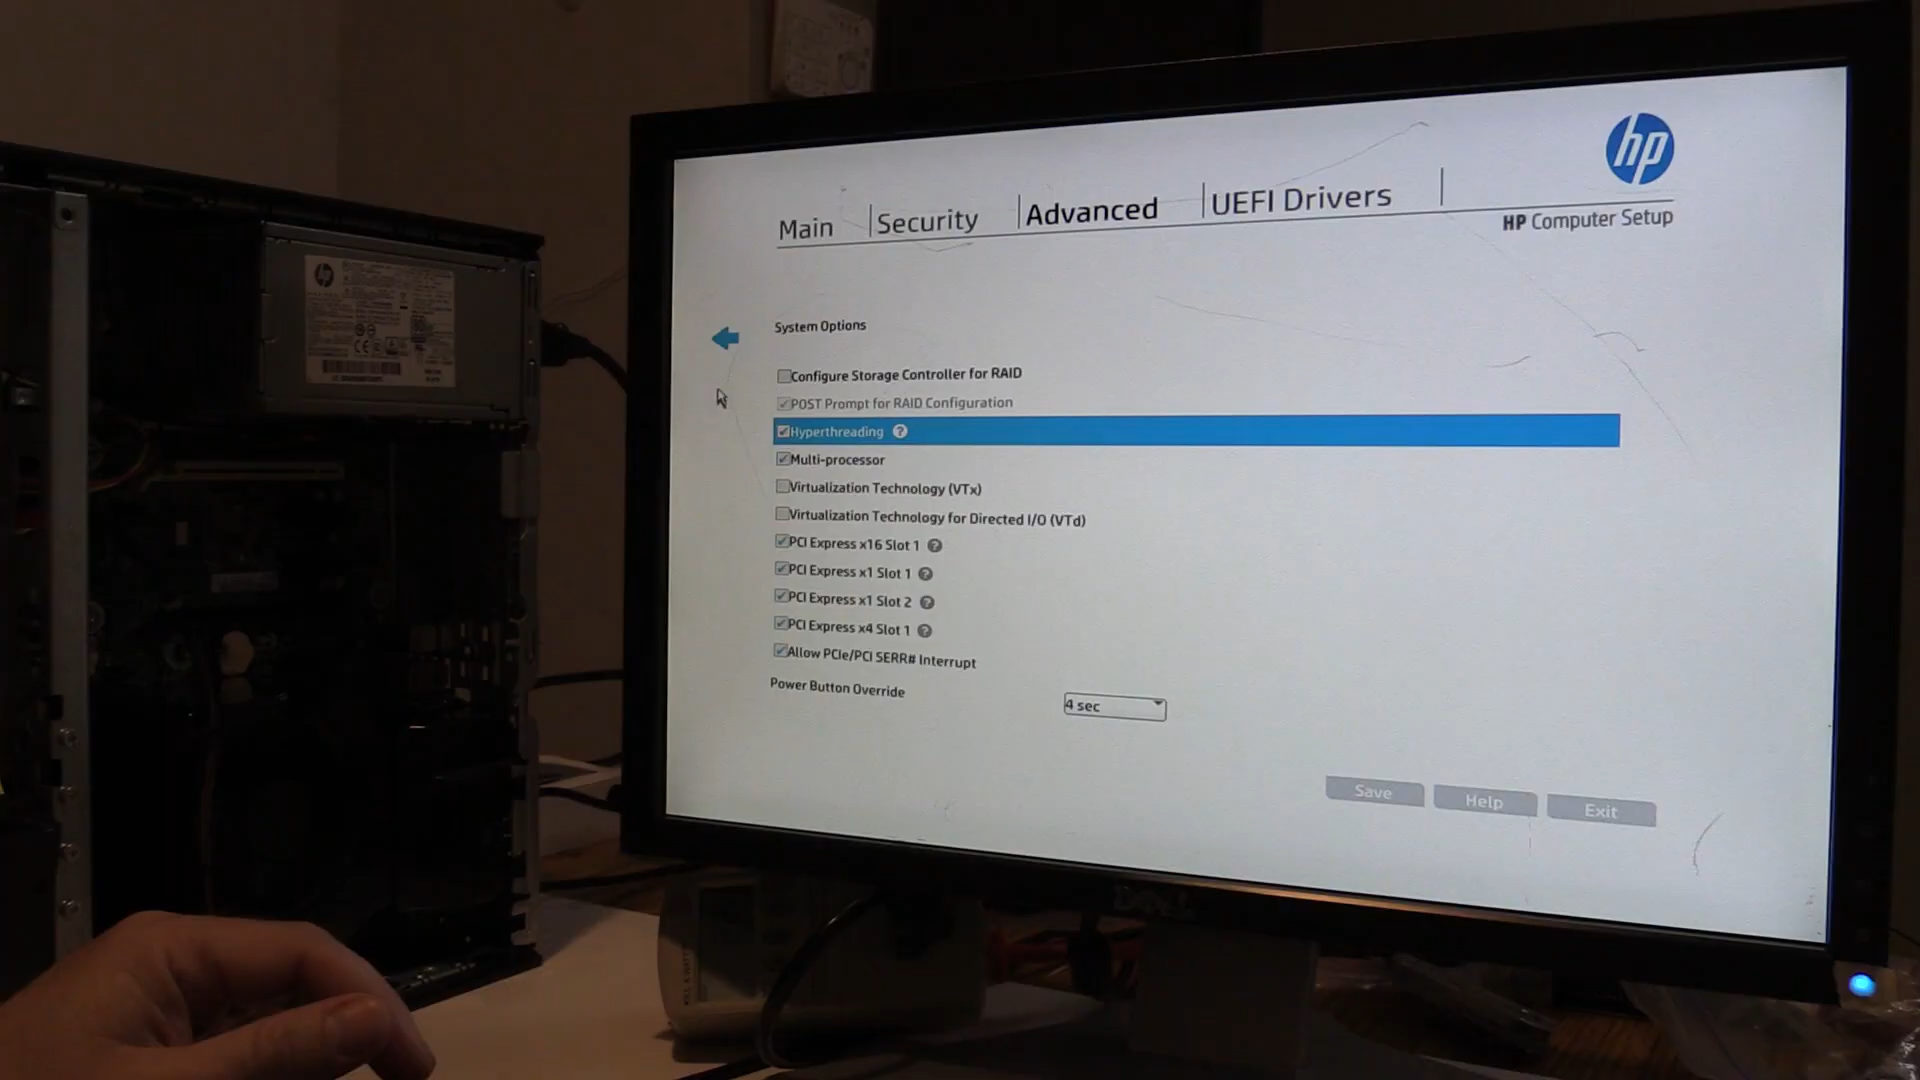 hp
Main
Security
Advanced
UEFI Drivers
HP Computer Setup
System Options
Configure Storage Controller for RAID
POST Prompt for RAID Configuration
Hyperthreading ?
Multi-processor
Virtualization Technology (VTx)
Virtualization Technology for Directed I/O (VTd)
PCI Express x16 Slot 1 ?
PCI Express x1 Slot 1 ?
PCI Express x1 Slot 2 ?
PCI Express x4 Slot 1 ?
Allow PCIe/PCI SERR# Interrupt
Power Button Override
4 sec
Save
Help
Exit
DELL
hp